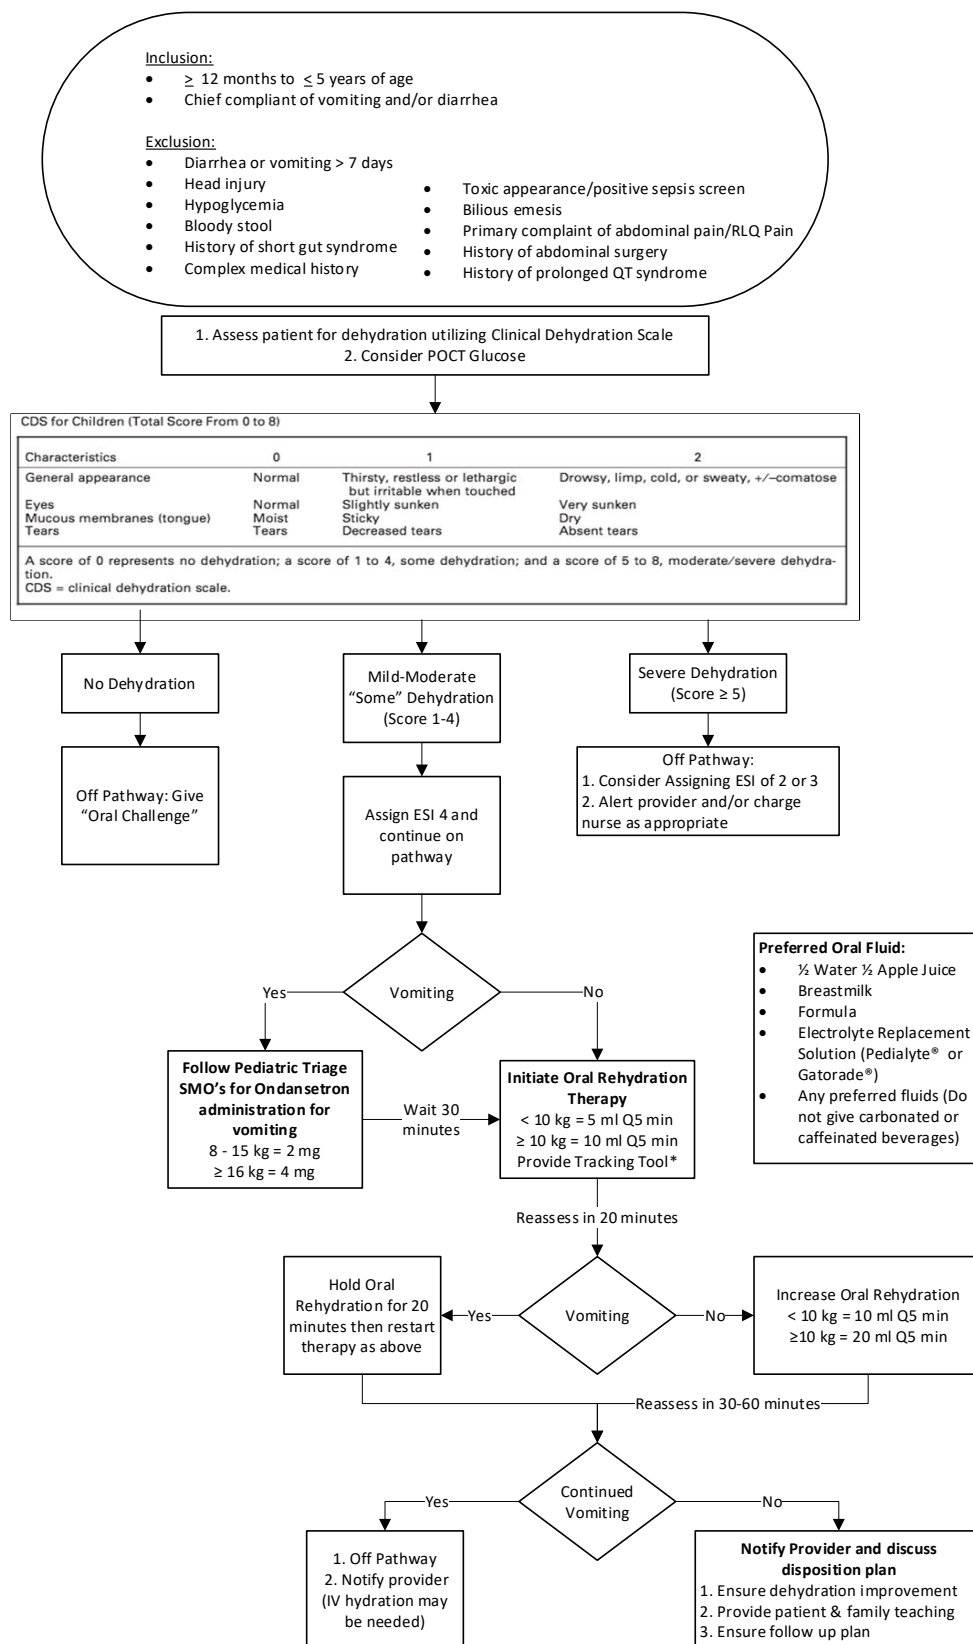 Inclusion:
• ≥ 12 months to ≤ 5 years of age
• Chief compliant of vomiting and/or diarrhea
Exclusion:
• Diarrhea or vomiting > 7 days
• Head injury
• Hypoglycemia
• Bloody stool
• History of short gut syndrome
• Complex medical history
• Toxic appearance/positive sepsis screen
• Bilious emesis
• Primary complaint of abdominal pain/RLQ Pain
• History of abdominal surgery
• History of prolonged QT syndrome
1. Assess patient for dehydration utilizing Clinical Dehydration Scale
2. Consider POCT Glucose
CDS for Children (Total Score From 0 to 8)
Characteristics 0 1 2
General appearance Normal Thirsty, restless or lethargic Drowsy, limp, cold, or sweaty, +/−comatose
but irritable when touched
Eyes Normal Slightly sunken Very sunken
Mucous membranes (tongue) Moist Sticky Dry
Tears Tears Decreased tears Absent tears
A score of 0 represents no dehydration; a score of 1 to 4, some dehydration; and a score of 5 to 8, moderate/severe dehydra-
tion.
CDS = clinical dehydration scale.
No Dehydration
Mild-Moderate
"Some" Dehydration
(Score 1-4)
Severe Dehydration
(Score ≥ 5)
Off Pathway: Give
"Oral Challenge"
Assign ESI 4 and
continue on
pathway
Off Pathway:
1. Consider Assigning ESI of 2 or 3
2. Alert provider and/or charge
nurse as appropriate
Vomiting
Yes
No
Preferred Oral Fluid:
• ½ Water ½ Apple Juice
• Breastmilk
• Formula
• Electrolyte Replacement
Solution (Pedialyte® or
Gatorade®)
• Any preferred fluids (Do
not give carbonated or
caffeinated beverages)
Follow Pediatric Triage
SMO's for Ondansetron
administration for
vomiting
8 - 15 kg = 2 mg
≥ 16 kg = 4 mg
Wait 30
minutes
Initiate Oral Rehydration
Therapy
< 10 kg = 5 ml Q5 min
≥ 10 kg = 10 ml Q5 min
Provide Tracking Tool*
Reassess in 20 minutes
Hold Oral
Rehydration for 20
minutes then restart
therapy as above
Yes
Vomiting
No
Increase Oral Rehydration
< 10 kg = 10 ml Q5 min
≥10 kg = 20 ml Q5 min
Reassess in 30-60 minutes
Continued
Vomiting
Yes
No
1. Off Pathway
2. Notify provider
(IV hydration may
be needed)
Notify Provider and discuss
disposition plan
1. Ensure dehydration improvement
2. Provide patient & family teaching
3. Ensure follow up plan